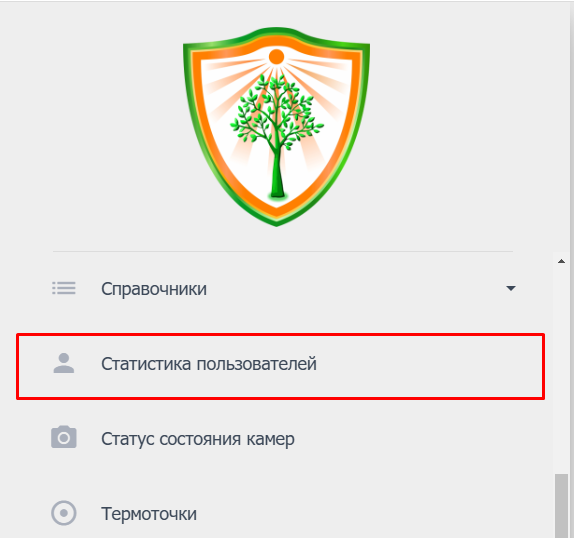 Справочники
Статистика пользователей
Статус состояния камер
Термоточки